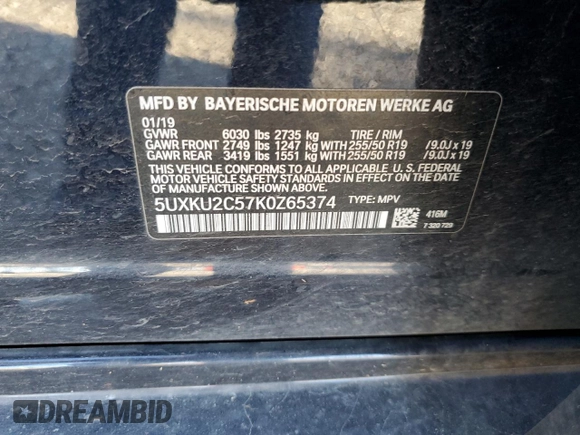 MFD BY BAYERISCHE MOTOREN WERKE AG
01/19
GVWR 6030 lbs 2735 kg TIRE / RIM
GAWR FRONT 2749 lbs 1247 kg WITH 255/50 R19 /9.0J x 19
GAWR REAR 3419 lbs 1551 kg WITH 255/50 R19 /9.0J x 19
THIS VEHICLE CONFORMS TO ALL APPLICABLE U. S. FEDERAL
MOTOR VEHICLE SAFETY STANDARDS IN EFFECT ON THE
DATE OF MANUFACTURE SHOWN ABOVE.
5UXKU2C57K0Z65374 TYPE: MPV
416M
7 320 729
DREAMBID